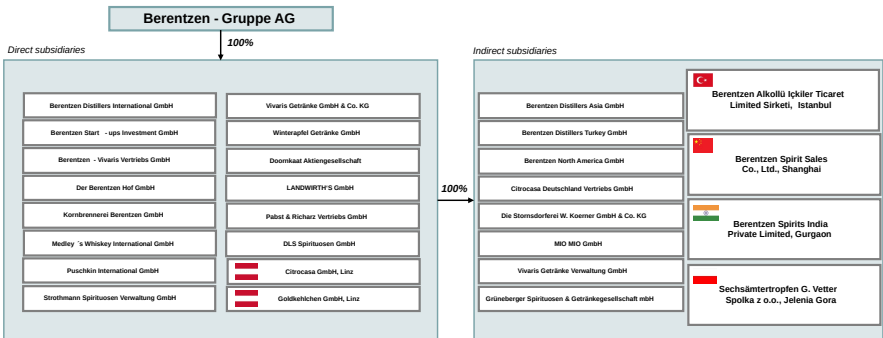 Berentzen - Gruppe AG
100%
Direct subsidiaries
Berentzen Distillers International GmbH
Berentzen Start - ups Investment GmbH
Berentzen - Vivaris Vertriebs GmbH
Der Berentzen Hof GmbH
Kornbrennerei Berentzen GmbH
Medley ´s Whiskey International GmbH
Puschkin International GmbH
Strothmann Spirituosen Verwaltung GmbH
Vivaris Getränke GmbH & Co. KG
Winterapfel Getränke GmbH
Doornkaat Aktiengesellschaft
LANDWIRTH'S GmbH
Pabst & Richarz Vertriebs GmbH
DLS Spirituosen GmbH
Citrocasa GmbH, Linz
Goldkehlchen GmbH, Linz
100%
Indirect subsidiaries
Berentzen Distillers Asia GmbH
Berentzen Distillers Turkey GmbH
Berentzen North America GmbH
Citrocasa Deutschland Vertriebs GmbH
Die Stornsdorferei W. Koerner GmbH & Co. KG
MIO MIO GmbH
Vivaris Getränke Verwaltung GmbH
Grüneberger Spirituosen & Getränkegesellschaft mbH
Berentzen Alkollü Içkiler Ticaret
Limited Sirketi, Istanbul
Berentzen Spirit Sales
Co., Ltd., Shanghai
Berentzen Spirits India
Private Limited, Gurgaon
Sechsämtertropfen G. Vetter
Spolka z o.o., Jelenia Gora